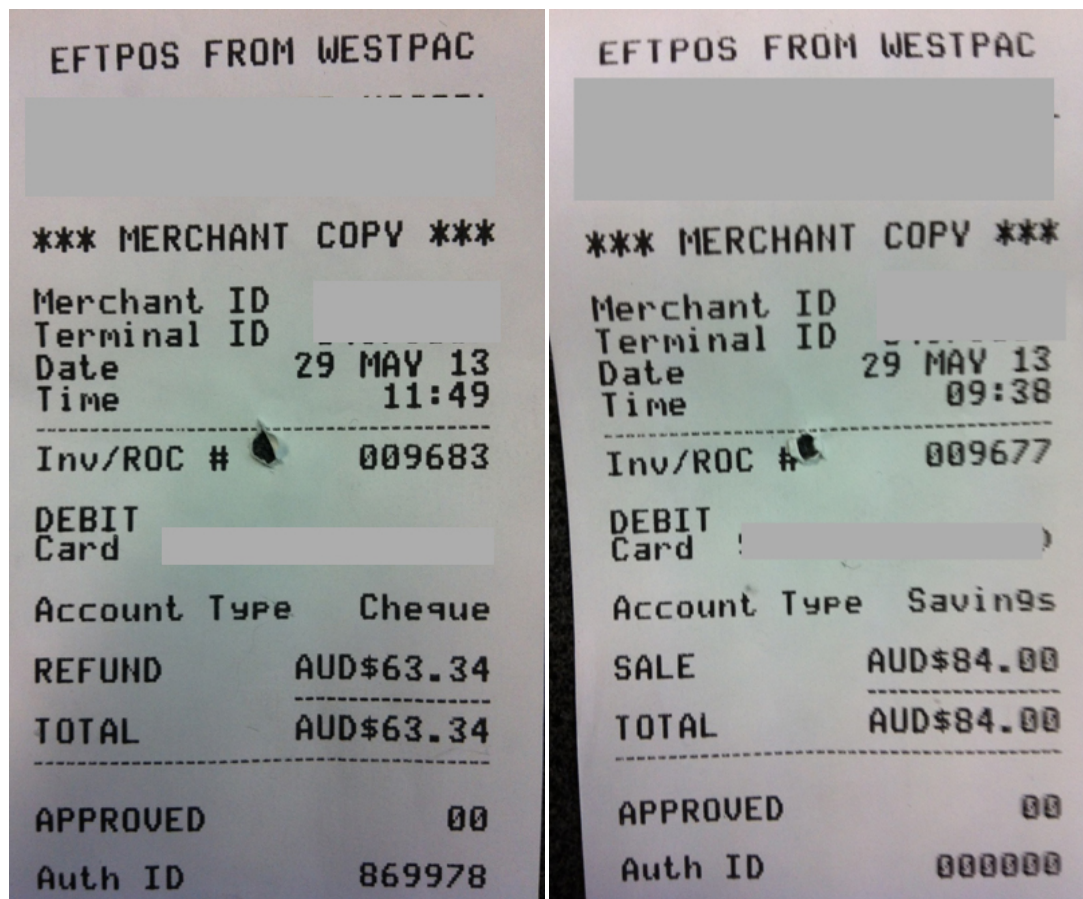 EFTPOS FROM WESTPAC
*** MERCHANT COPY ***
Merchant ID
Terminal ID
Date 29 MAY 13
Time 11:49
Inv/ROC # 009683
DEBIT
Card
Account Type Cheque
REFUND AUD$63.34
TOTAL AUD$63.34
APPROVED 00
Auth ID 869978
EFTPOS FROM WESTPAC
*** MERCHANT COPY ***
Merchant ID
Terminal ID
Date 29 MAY 13
Time 09:38
Inv/ROC # 009677
DEBIT
Card
Account Type Savings
SALE AUD$84.00
TOTAL AUD$84.00
APPROVED 00
Auth ID 000000